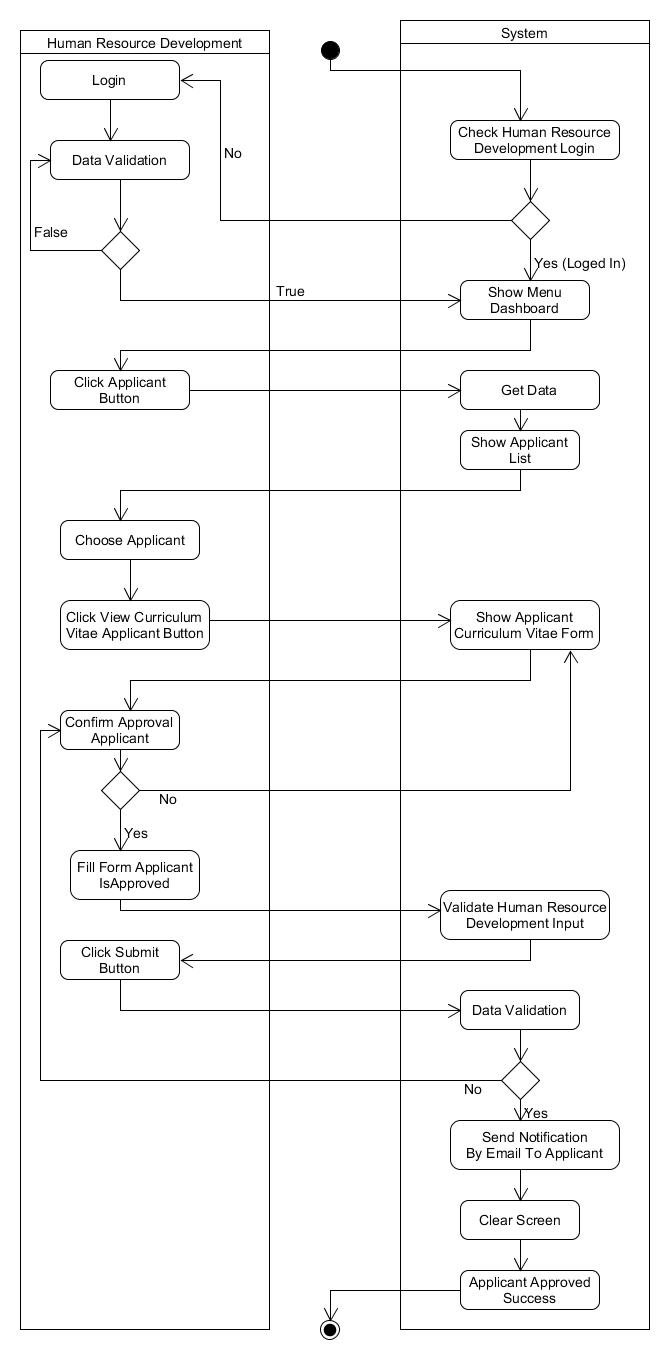 Human Resource Development
System
Login
Check Human Resource
Development Login
No
Data Validation
False
Yes (Loged In)
True
Show Menu
Dashboard
Click Applicant
Button
Get Data
Show Applicant
List
Choose Applicant
Click View Curriculum
Vitae Applicant Button
Show Applicant
Curriculum Vitae Form
Confirm Approval
Applicant
No
Yes
Fill Form Applicant
IsApproved
Validate Human Resource
Development Input
Click Submit
Button
Data Validation
No
Yes
Send Notification
By Email To Applicant
Clear Screen
Applicant Approved
Success